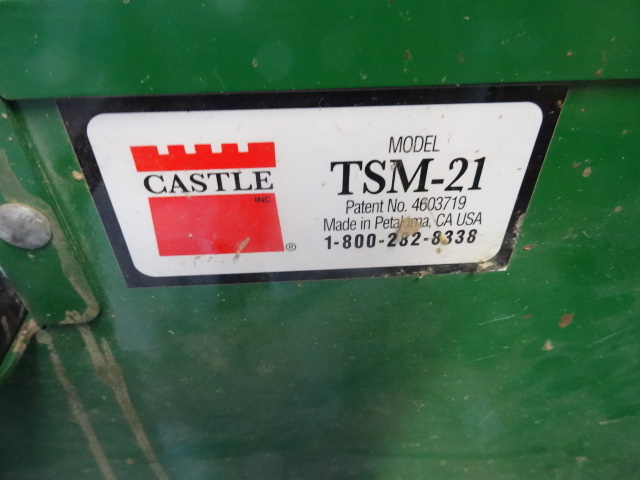 CASTLE
INC
®
MODEL
TSM-21
Patent No. 4603719
Made in Petaluma, CA USA
1-800-282-8338